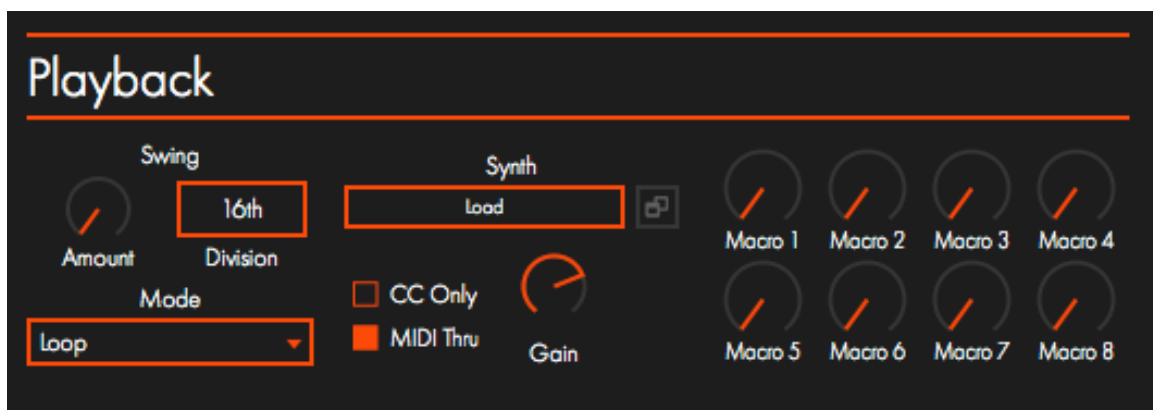 Playback
Swing
16th
Amount
Division
Mode
Loop
Synth
Load
CC Only
MIDI Thru
Gain
Macro 1 Macro 2 Macro 3 Macro 4
Macro 5 Macro 6 Macro 7 Macro 8